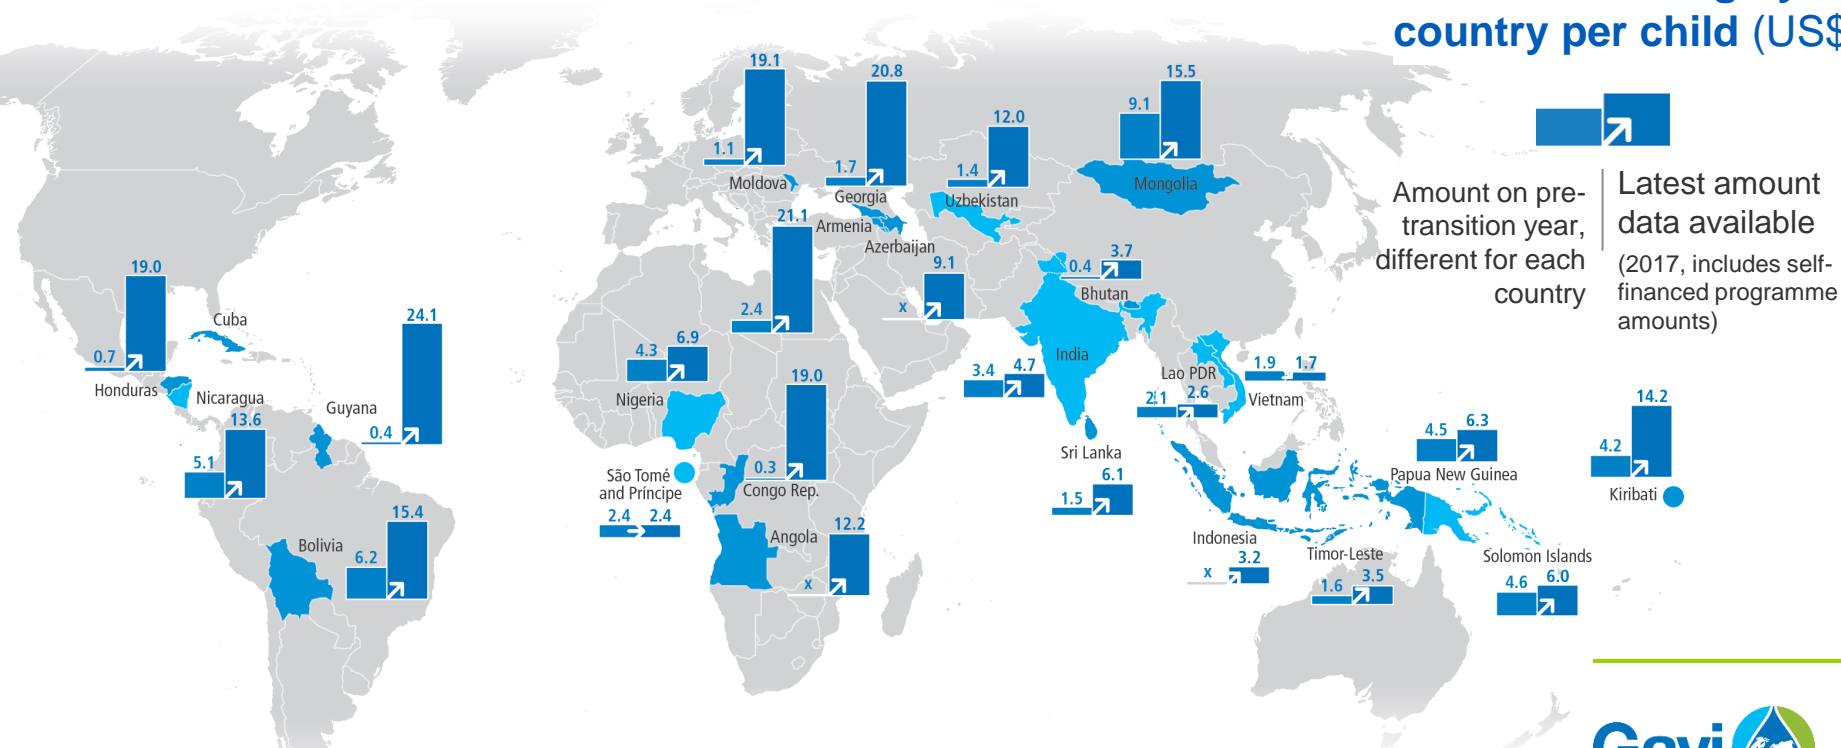 country per child (US$
Amount on pre-
transition year,
different for each
country
Latest amount
data available
(2017, includes self-
financed programme
amounts)
19.1
1.1
Moldova
20.8
1.7
Georgia
12.0
1.4
Uzbekistan
15.5
9.1
Mongolia
21.1
2.4
Armenia
Azerbaijan
9.1
x
3.7
0.4
Bhutan
19.0
0.7
Honduras
Cuba
Nicaragua
13.6
5.1
24.1
0.4
Guyana
15.4
6.2
Bolivia
6.9
4.3
Nigeria
19.0
0.3
Congo Rep.
São Tomé
and Príncipe
2.4 2.4
Angola
12.2
x
India
3.4 4.7
Lao PDR
2.1 2.6
1.9 1.7
Vietnam
Sri Lanka
6.1
1.5
Indonesia
x 3.2
Timor-Leste
1.6 3.5
4.5 6.3
Papua New Guinea
Solomon Islands
4.6 6.0
14.2
4.2
Kiribati
Gavi